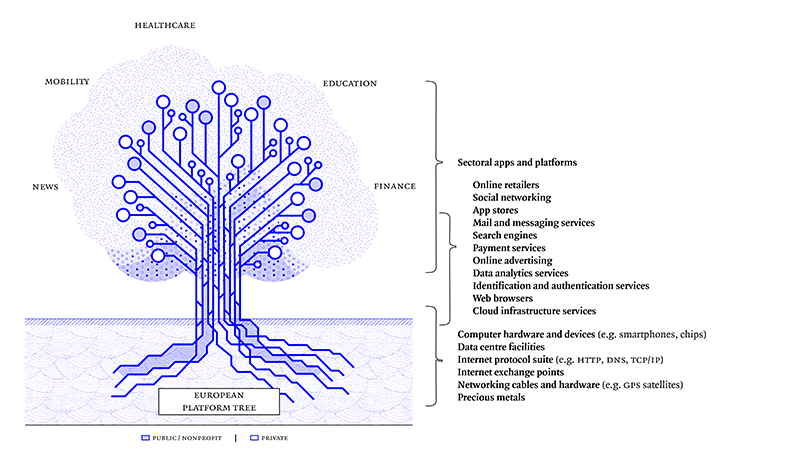 HEALTHCARE
MOBILITY
EDUCATION
NEWS
FINANCE
Sectoral apps and platforms
Online retailers
Social networking
App stores
Mail and messaging services
Search engines
Payment services
Online advertising
Data analytics services
Identification and authentication services
Web browsers
Cloud infrastructure services
Computer hardware and devices (e.g. smartphones, chips)
Data centre facilities
Internet protocol suite (e.g. HTTP, DNS, TCP/IP)
Internet exchange points
Networking cables and hardware (e.g. GPS satellites)
Precious metals
EUROPEAN
PLATFORM TREE
PUBLIC / NONPROFIT | PRIVATE